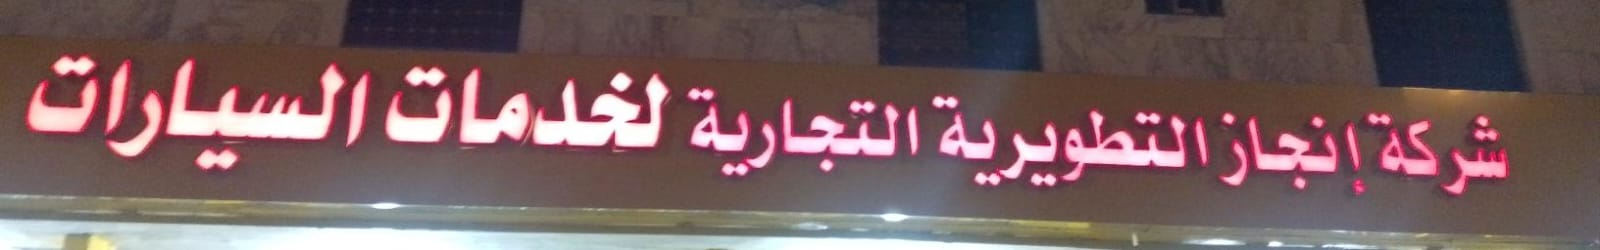 شركة إنجاز التطويرية التجارية لخدمات السيارات